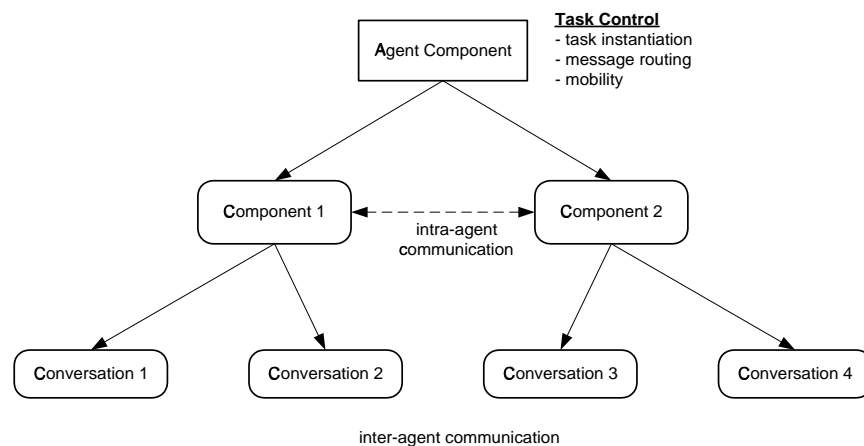 Task Control
Agent Component
- task instantiation
- message routing
- mobility
Component 1
Component 2
intra-agent
communication
Conversation 1
Conversation 2
Conversation 3
Conversation 4
inter-agent communication